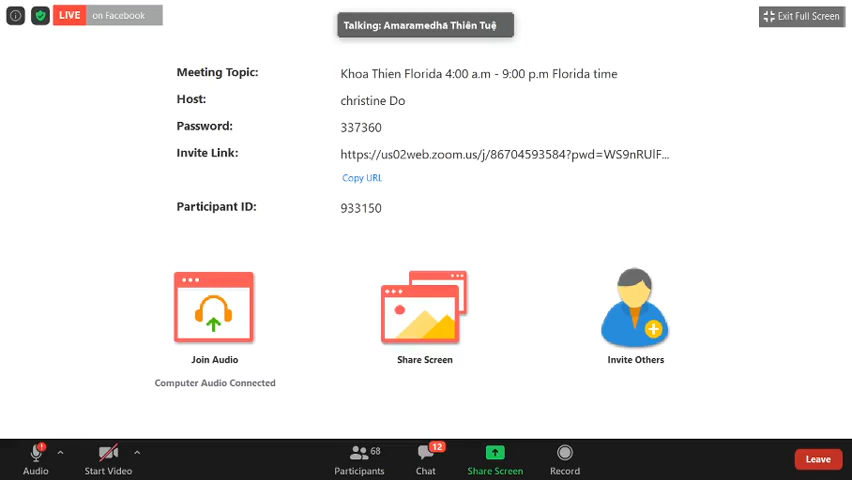 LIVE on Facebook
Talking: Amaramedhā Thiên Tuệ
Exit Full Screen
Meeting Topic: Khoa Thien Florida 4:00 a.m - 9:00 p.m Florida time
Host: christine Do
Password: 337360
Invite Link: https://us02web.zoom.us/j/86704593584?pwd=WS9nRUlF...
Copy URL
Participant ID: 933150
Join Audio
Share Screen
Invite Others
Computer Audio Connected
68
12
Audio
Start Video
Participants
Chat
Share Screen
Record
Leave